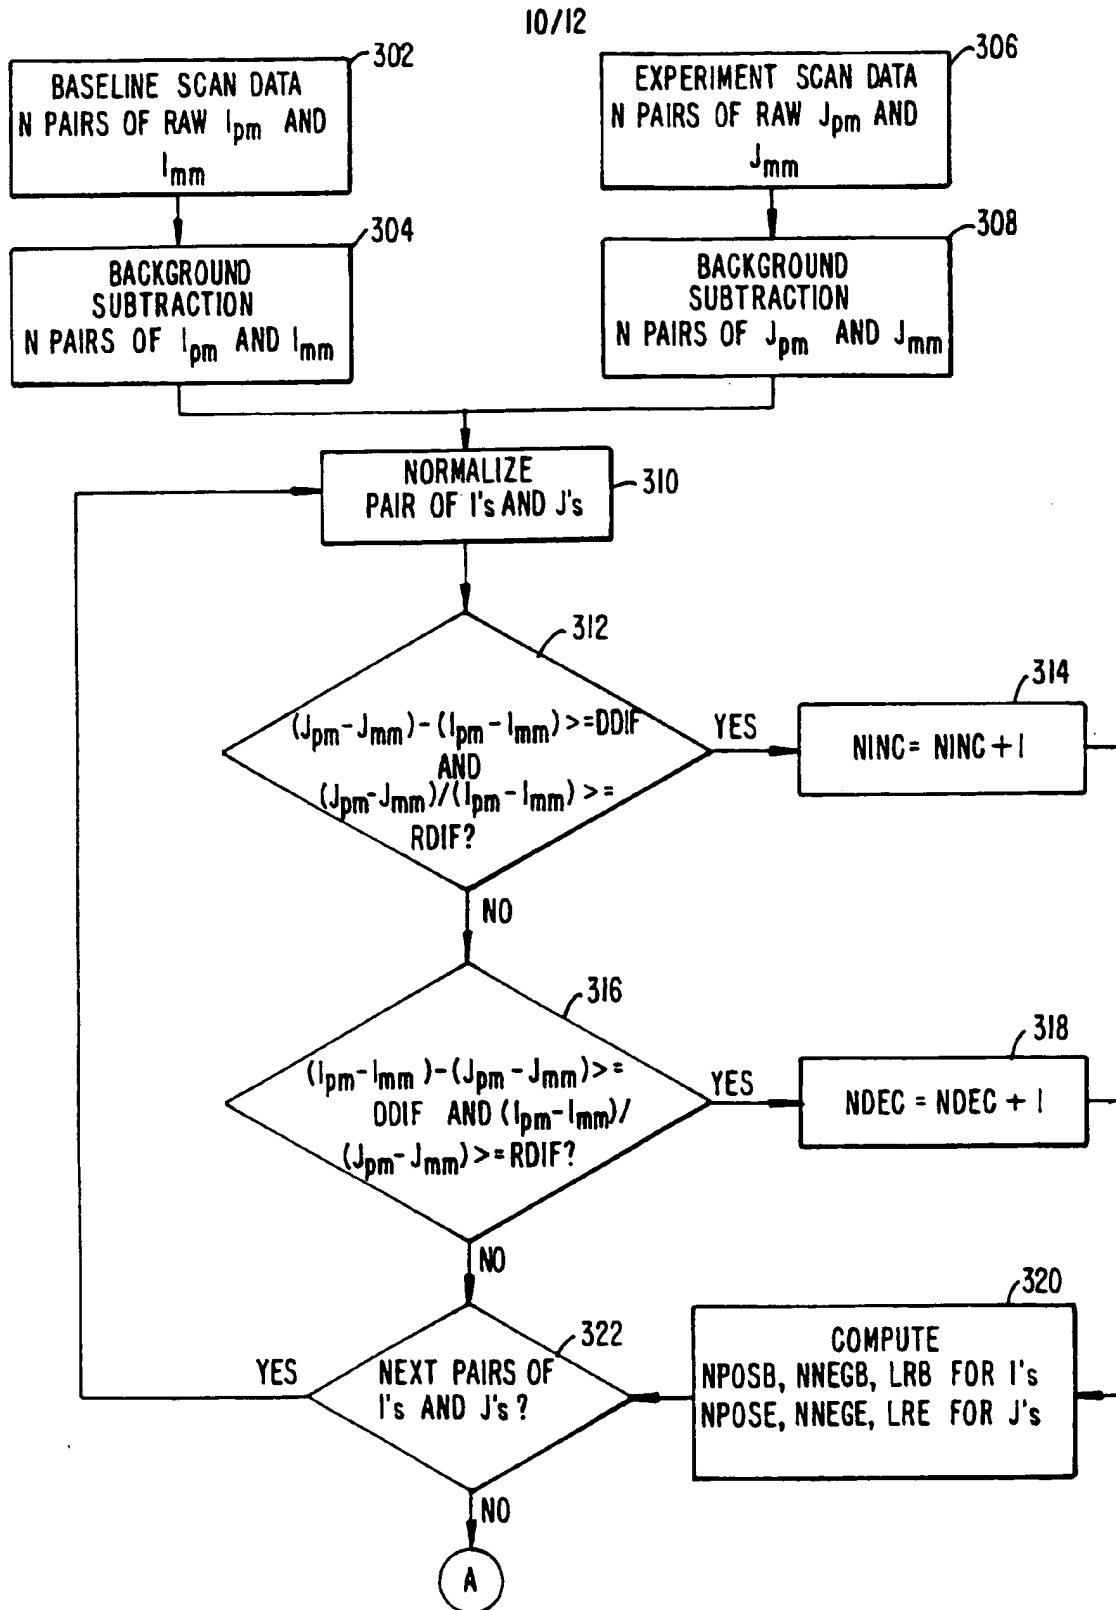 10/12
302
BASELINE SCAN DATA
N PAIRS OF RAW Ipm AND
Imm
306
EXPERIMENT SCAN DATA
N PAIRS OF RAW Jpm AND
Jmm
304
BACKGROUND
SUBTRACTION
N PAIRS OF Ipm AND Imm
308
BACKGROUND
SUBTRACTION
N PAIRS OF Jpm AND Jmm
NORMALIZE
PAIR OF I's AND J's
310
312
(Jpm-Jmm)-(Ipm-Imm)>=DDIF
AND
(Jpm-Jmm)/(Ipm-Imm)>=
RDIF?
YES
314
NINC= NINC+1
NO
316
(Ipm-Imm)-(Jpm-Jmm)>=
DDIF AND (Ipm-Imm)/
(Jpm-Jmm)>=RDIF?
YES
318
NDEC=NDEC+1
NO
320
COMPUTE
NPOSB, NNEGB, LRB FOR I's
NPOSE, NNEGE, LRE FOR J's
322
NEXT PAIRS OF
I's AND J's?
YES
NO
A